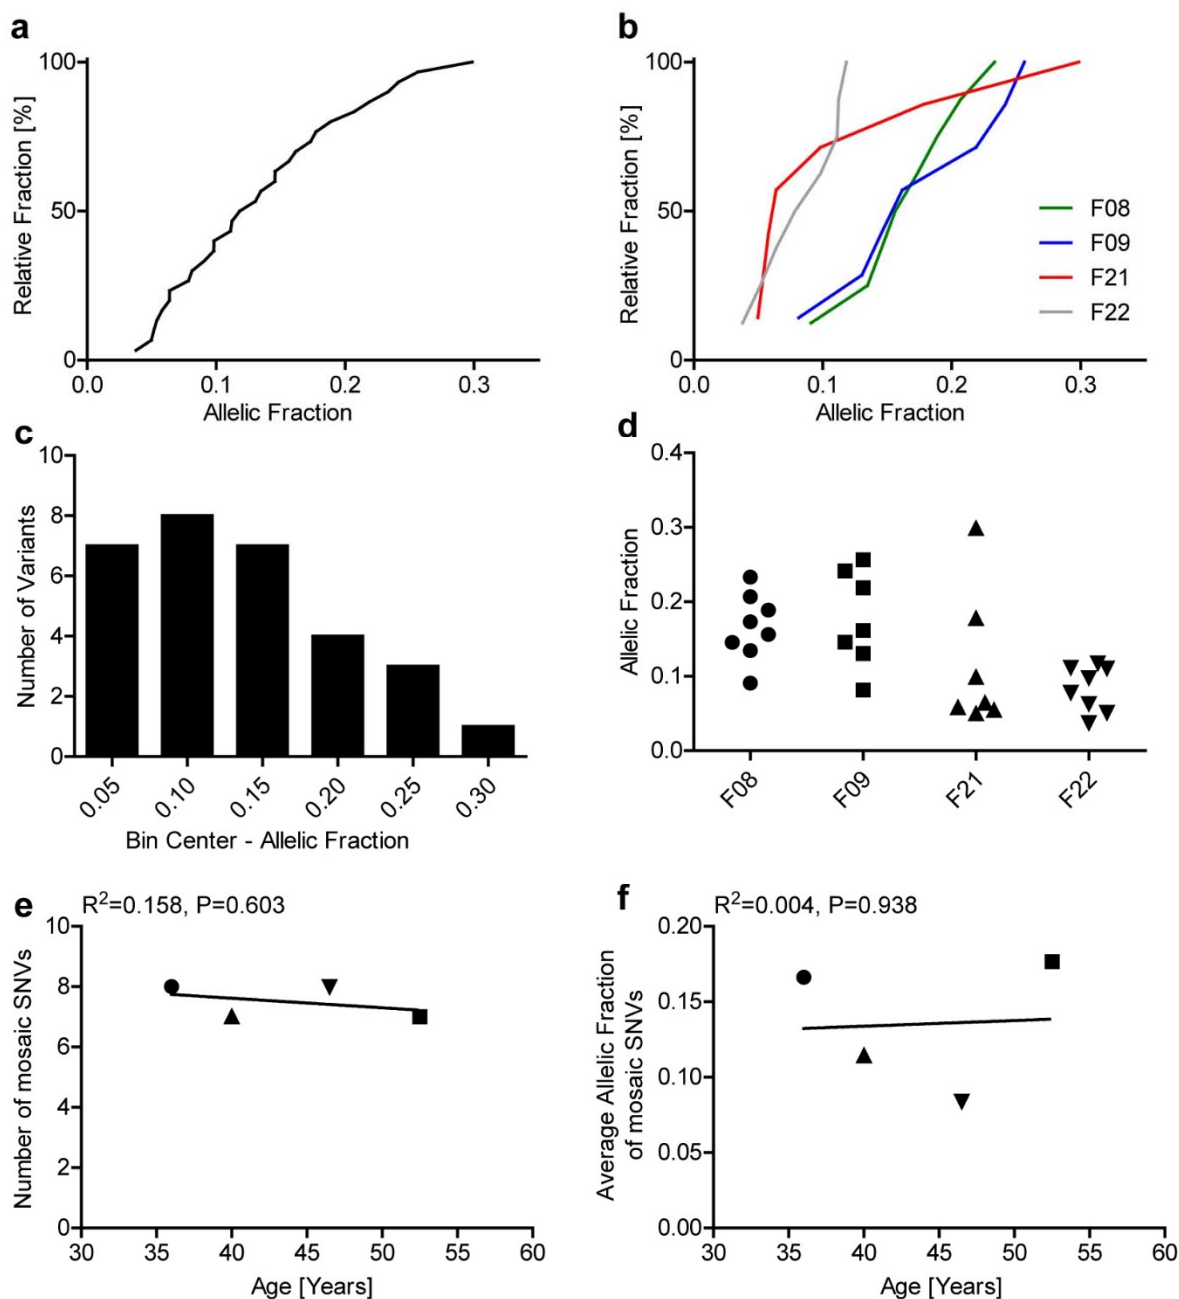 a
Relative Fraction [%]
100
50
0
0.0 0.1 0.2 0.3
Allelic Fraction
b
Relative Fraction [%]
100
50
0
0.0 0.1 0.2 0.3
Allelic Fraction
F08
F09
F21
F22
c
Number of Variants
10
8
6
4
2
0
0.05 0.10 0.15 0.20 0.25 0.30
Bin Center - Allelic Fraction
d
Allelic Fraction
0.4
0.3
0.2
0.1
0.0
F08 F09 F21 F22
e
R²=0.158, P=0.603
Number of mosaic SNVs
10
8
6
4
2
0
30 35 40 45 50 55 60
Age [Years]
f
R²=0.004, P=0.938
Average Allelic Fraction
of mosaic SNVs
0.20
0.15
0.10
0.05
0.00
30 35 40 45 50 55 60
Age [Years]